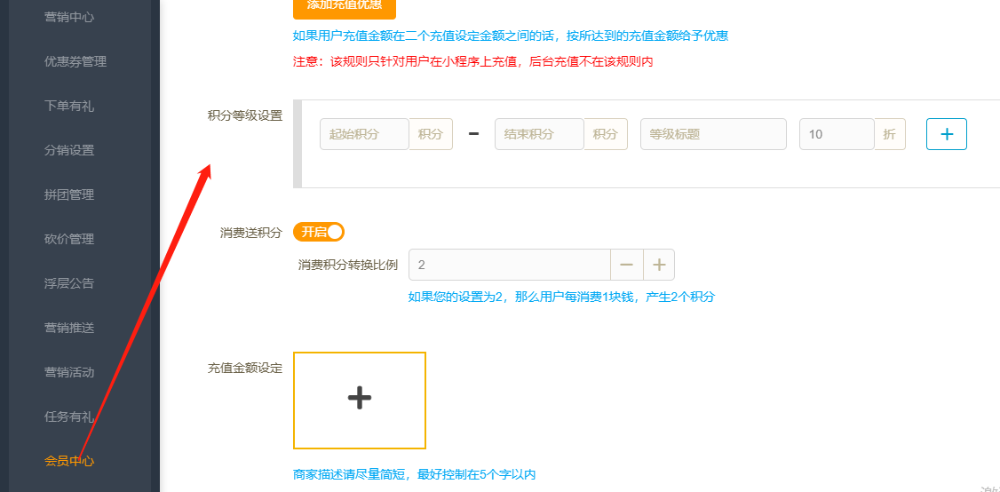 营销中心
优惠券管理
下单有礼
分销设置
拼团管理
砍价管理
浮层公告
营销推送
营销活动
任务有礼
会员中心
添加充值优惠
如果用户充值金额在二个充值设定金额之间的话，按所达到的充值金额给予优惠
注意：该规则只针对用户在小程序上充值，后台充值不在该规则内
积分等级设置
起始积分 积分 - 结束积分 积分 等级标题 10 折 +
消费送积分 开启
消费积分转换比例 2 - +
如果您的设置为2，那么用户每消费1块钱，产生2个积分
充值金额设定
+
商家描述请尽量简短，最好控制在5个字以内